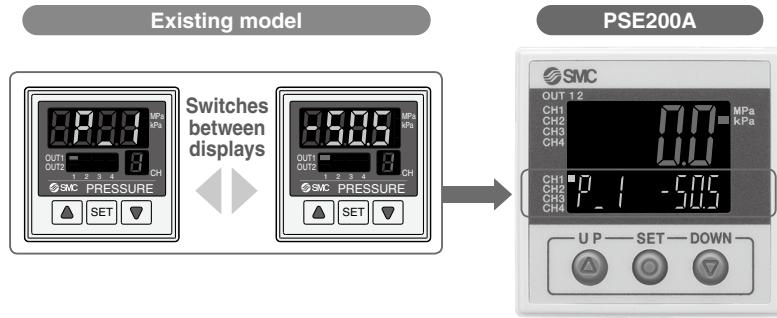 Existing model
PSE200A
P_1
MPa
kPa
OUT1
OUT2
1 2 3 4
CH
SMC PRESSURE
SET
Switches
between
displays
-50.5
MPa
kPa
OUT1
OUT2
1 2 3 4
CH
SMC PRESSURE
SET
SMC
OUT 1 2
CH1
CH2
CH3
CH4
0.0
MPa
kPa
CH1
CH2
CH3
CH4
P_1 -50.5
UP SET DOWN